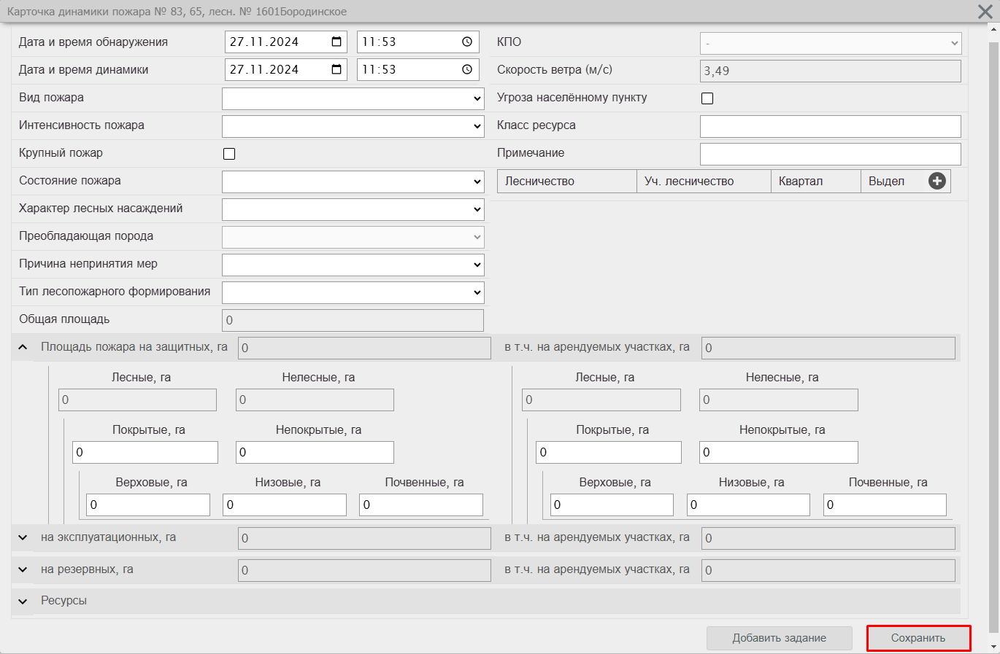 Карточка динамики пожара № 83, 65, лесн. № 1601Бородинское
Дата и время обнаружения 27.11.2024 11:53 КПО -
Дата и время динамики 27.11.2024 11:53 Скорость ветра (м/с) 3,49
Вид пожара Угроза населённому пункту
Интенсивность пожара Класс ресурса
Крупный пожар Примечание
Состояние пожара Лесничество Уч. лесничество Квартал Выдел
Характер лесных насаждений
Преобладающая порода
Причина непринятия мер
Тип лесопожарного формирования
Общая площадь 0
Площадь пожара на защитных, га 0 в т.ч. на арендуемых участках, га 0
Лесные, га Нелесные, га Лесные, га Нелесные, га
0 0 0 0
Покрытые, га Непокрытые, га Покрытые, га Непокрытые, га
0 0 0 0
Верховые, га Низовые, га Почвенные, га Верховые, га Низовые, га Почвенные, га
0 0 0 0 0 0
на эксплуатационных, га 0 в т.ч. на арендуемых участках, га 0
на резервных, га 0 в т.ч. на арендуемых участках, га 0
Ресурсы
Добавить задание Сохранить